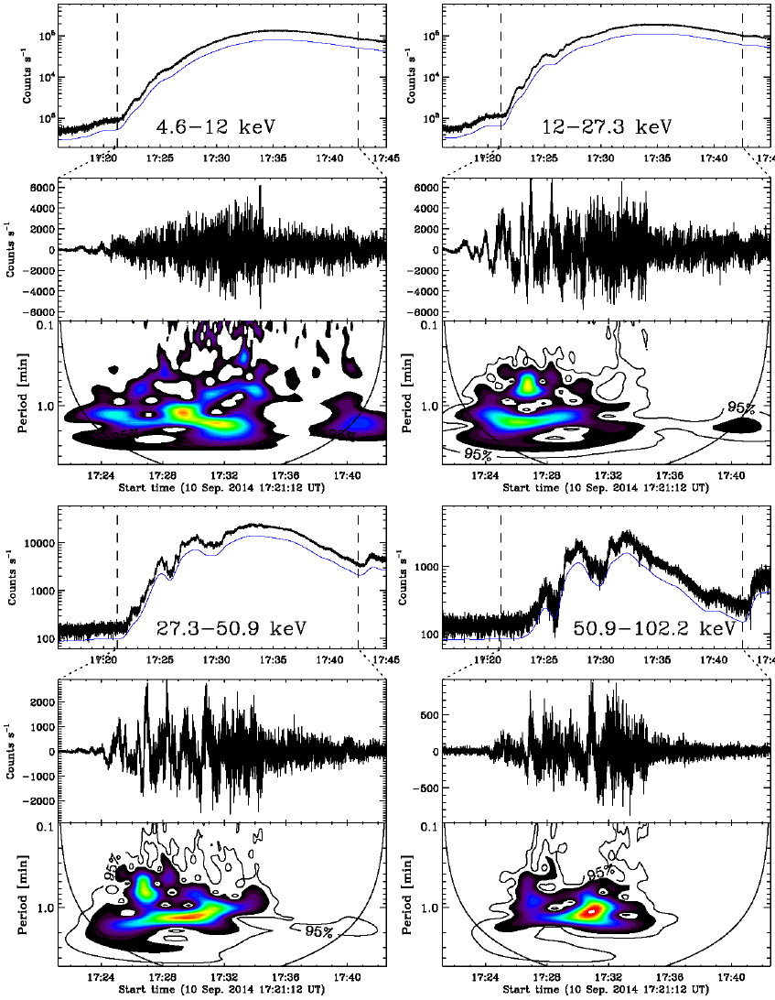 Counts s⁻¹
10⁵
10⁴
10³
4.6−12 keV
17:20 17:25 17:30 17:35 17:40 17:45
Counts s⁻¹
6000
4000
2000
0
−2000
−4000
−6000
Period [min]
0.1
1.0
95%
95%
17:24 17:28 17:32 17:36 17:40
Start time (10 Sep. 2014 17:21:12 UT)
Counts s⁻¹
10⁵
10⁴
10³
12−27.3 keV
17:20 17:25 17:30 17:35 17:40 17:45
Counts s⁻¹
6000
4000
2000
0
−2000
−4000
−6000
Period [min]
0.1
1.0
95%
95%
17:24 17:28 17:32 17:36 17:40
Start time (10 Sep. 2014 17:21:12 UT)
Counts s⁻¹
10000
1000
100
27.3−50.9 keV
17:20 17:25 17:30 17:35 17:40 17:45
Counts s⁻¹
2000
1000
0
−1000
−2000
Period [min]
0.1
1.0
95%
95%
17:24 17:28 17:32 17:36 17:40
Start time (10 Sep. 2014 17:21:12 UT)
Counts s⁻¹
1000
100
50.9−102.2 keV
17:20 17:25 17:30 17:35 17:40 17:45
Counts s⁻¹
500
0
−500
Period [min]
0.1
1.0
95%
17:24 17:28 17:32 17:36 17:40
Start time (10 Sep. 2014 17:21:12 UT)